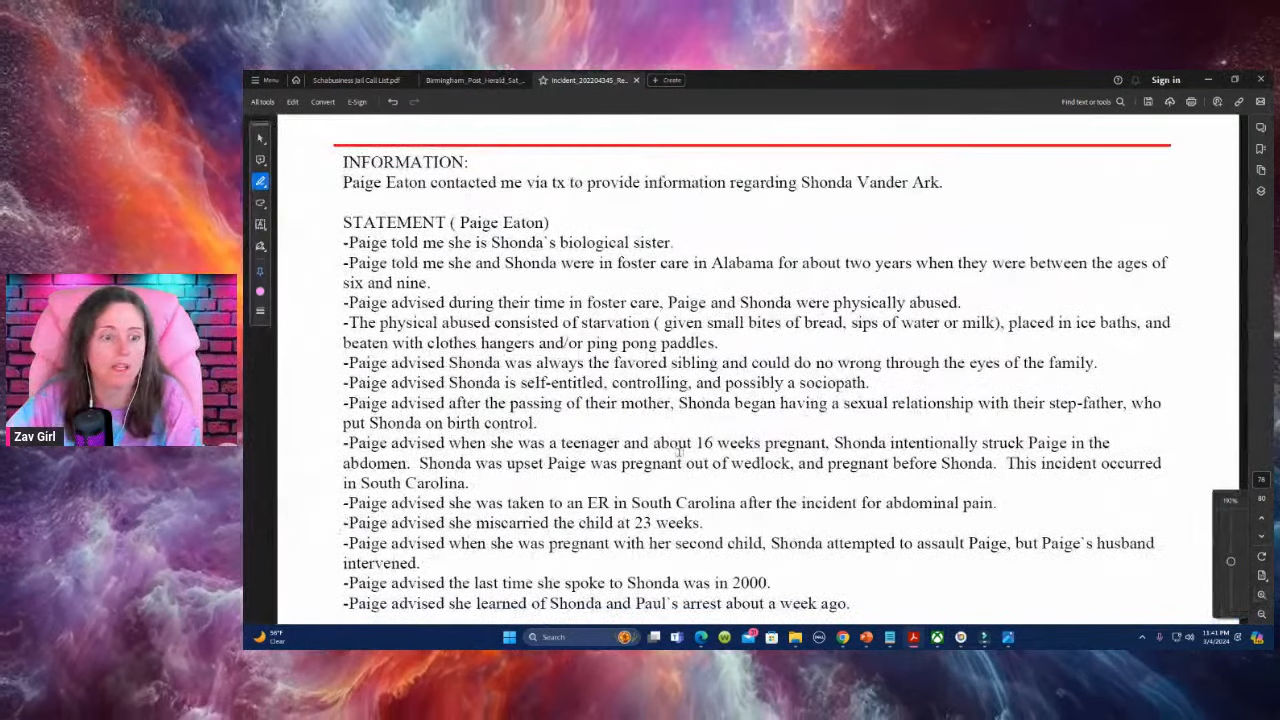 Menu
Schabusiness Jail Call List.pdf
Birmingham_Post_Herald_Sat_...
Incident_202204345_Re...
Create
Sign in
All tools
Edit
Convert
E-Sign
Find text or tools
INFORMATION:
Paige Eaton contacted me via tx to provide information regarding Shonda Vander Ark.
STATEMENT ( Paige Eaton)
-Paige told me she is Shonda`s biological sister.
-Paige told me she and Shonda were in foster care in Alabama for about two years when they were between the ages of
six and nine.
-Paige advised during their time in foster care, Paige and Shonda were physically abused.
-The physical abused consisted of starvation ( given small bites of bread, sips of water or milk), placed in ice baths, and
beaten with clothes hangers and/or ping pong paddles.
-Paige advised Shonda was always the favored sibling and could do no wrong through the eyes of the family.
-Paige advised Shonda is self-entitled, controlling, and possibly a sociopath.
-Paige advised after the passing of their mother, Shonda began having a sexual relationship with their step-father, who
put Shonda on birth control.
-Paige advised when she was a teenager and about 16 weeks pregnant, Shonda intentionally struck Paige in the
abdomen. Shonda was upset Paige was pregnant out of wedlock, and pregnant before Shonda. This incident occurred
in South Carolina.
-Paige advised she was taken to an ER in South Carolina after the incident for abdominal pain.
-Paige advised she miscarried the child at 23 weeks.
-Paige advised when she was pregnant with her second child, Shonda attempted to assault Paige, but Paige`s husband
intervened.
-Paige advised the last time she spoke to Shonda was in 2000.
-Paige advised she learned of Shonda and Paul`s arrest about a week ago.
Zav Girl
78
80
192%
56°F
Clear
Search
11:41 PM
3/4/2024